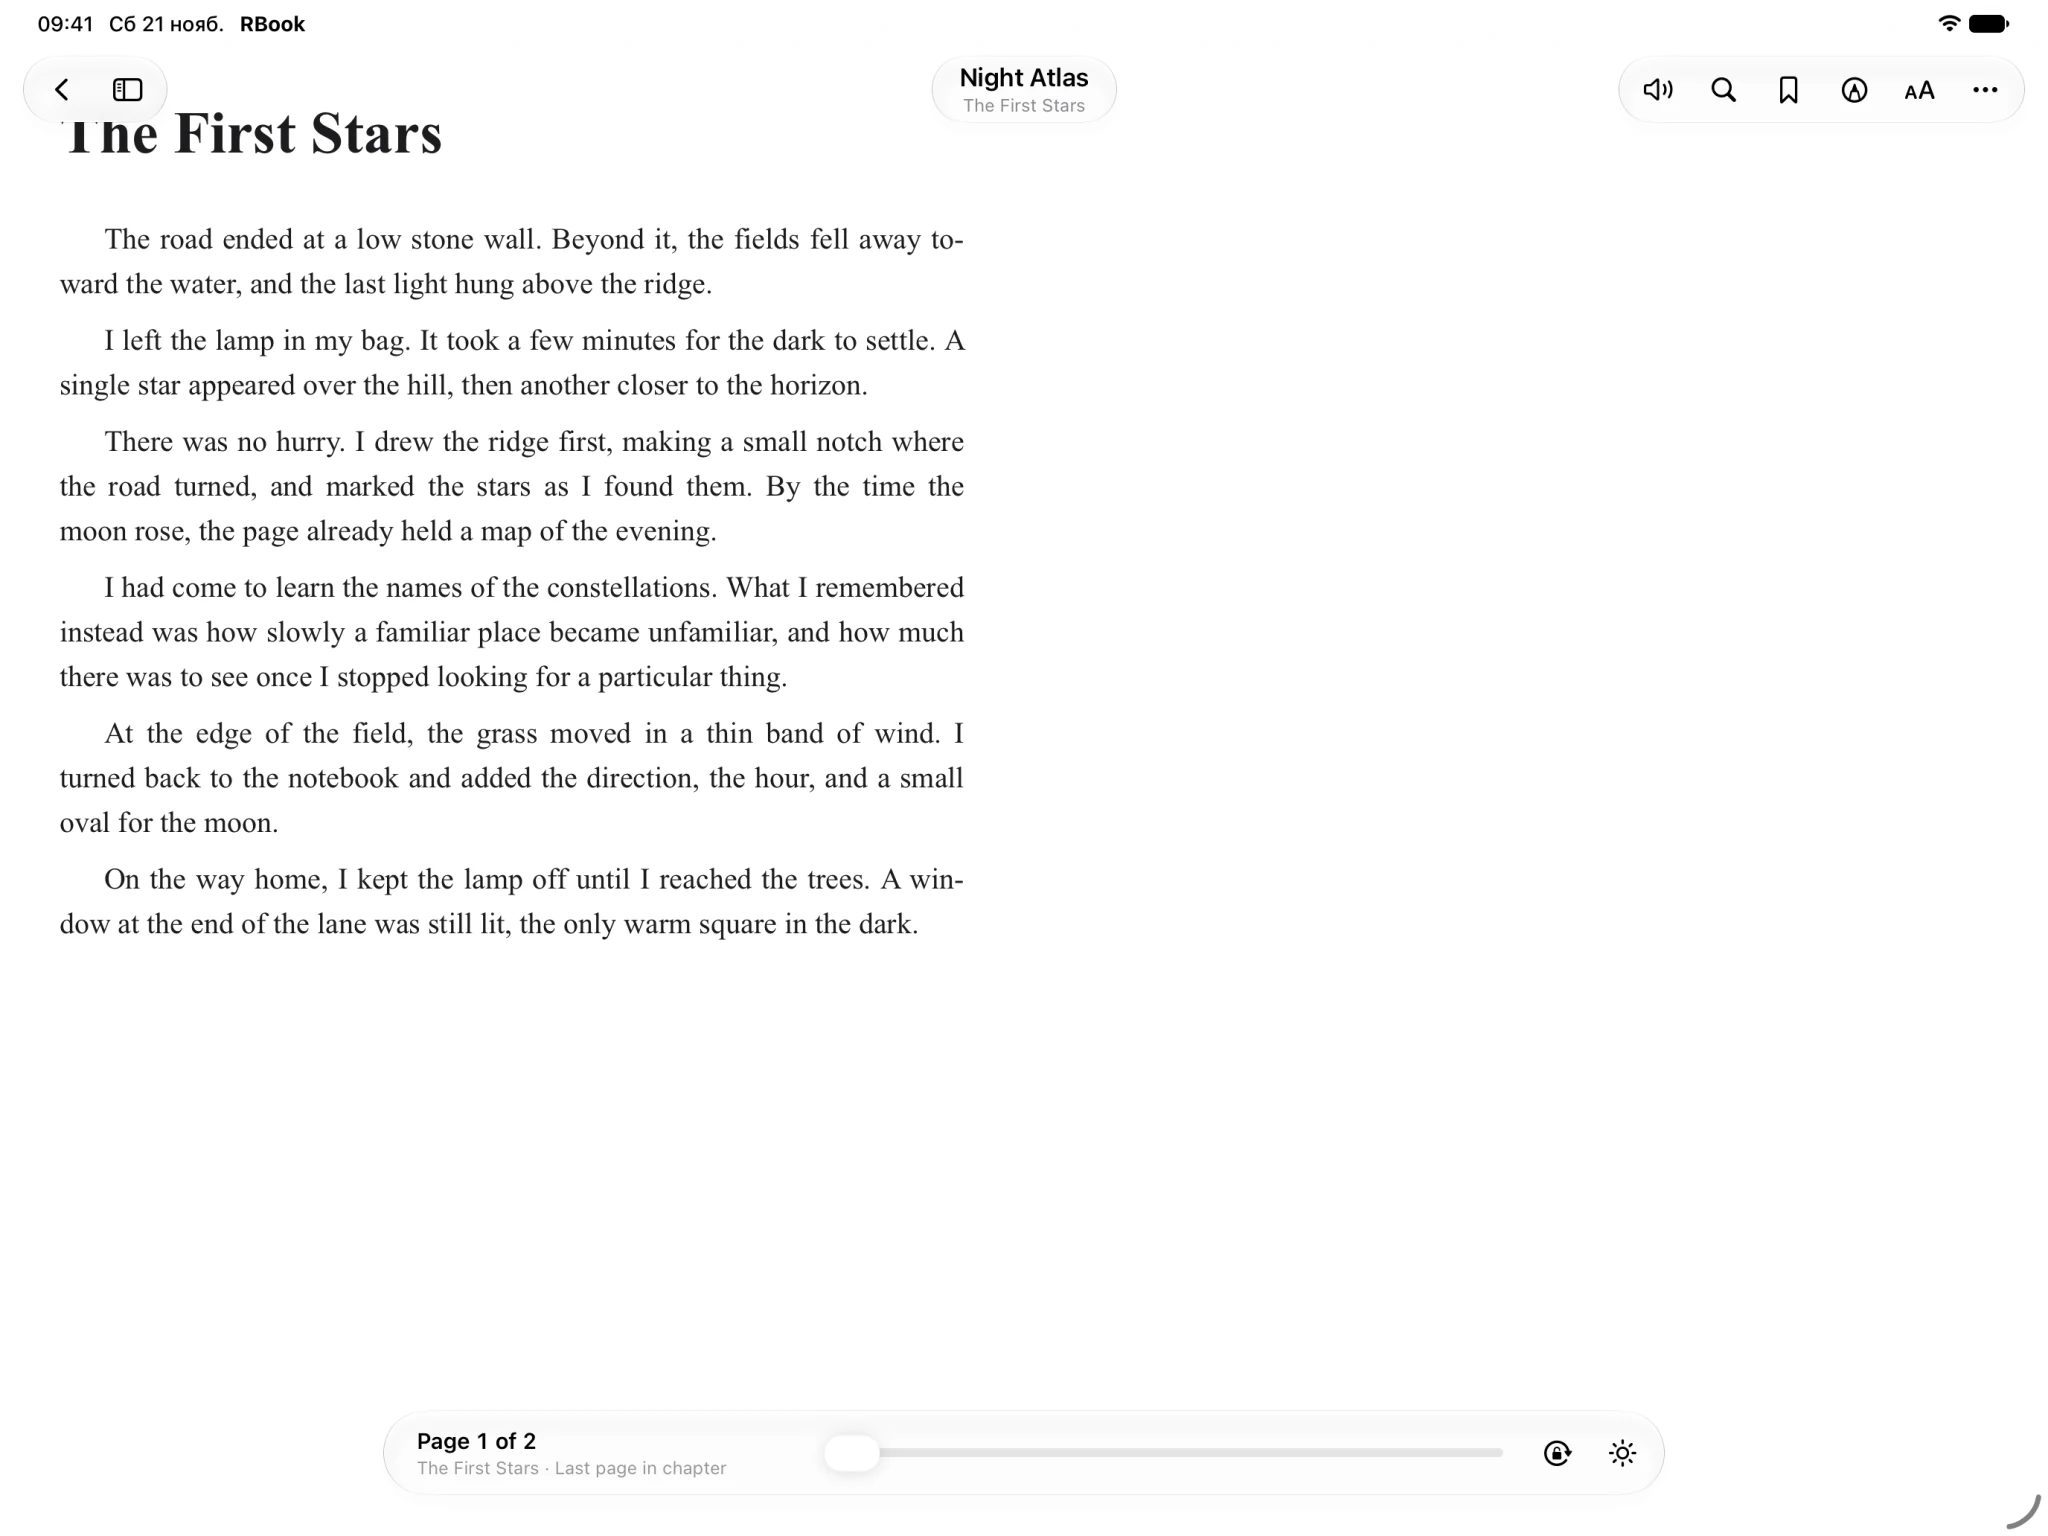 09:41 Сб 21 нояб. RBook
Night Atlas
The First Stars
AA
The First Stars
The road ended at a low stone wall. Beyond it, the fields fell away to-
ward the water, and the last light hung above the ridge.
I left the lamp in my bag. It took a few minutes for the dark to settle. A
single star appeared over the hill, then another closer to the horizon.
There was no hurry. I drew the ridge first, making a small notch where
the road turned, and marked the stars as I found them. By the time the
moon rose, the page already held a map of the evening.
I had come to learn the names of the constellations. What I remembered
instead was how slowly a familiar place became unfamiliar, and how much
there was to see once I stopped looking for a particular thing.
At the edge of the field, the grass moved in a thin band of wind. I
turned back to the notebook and added the direction, the hour, and a small
oval for the moon.
On the way home, I kept the lamp off until I reached the trees. A win-
dow at the end of the lane was still lit, the only warm square in the dark.
Page 1 of 2
The First Stars · Last page in chapter